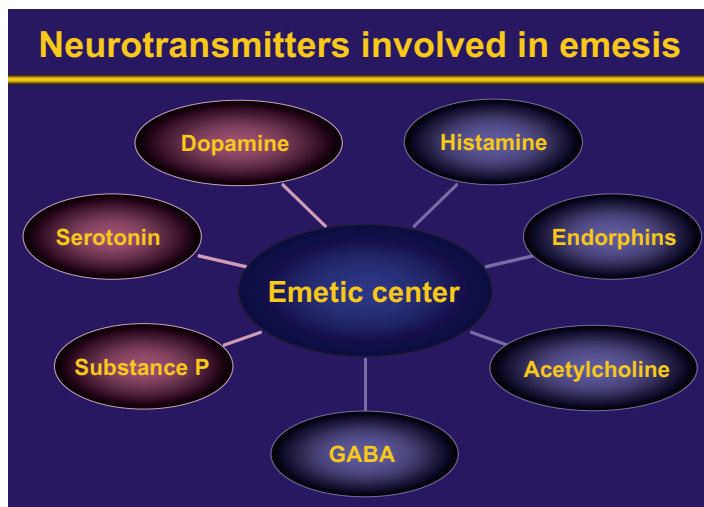 Neurotransmitters involved in emesis
Dopamine
Histamine
Serotonin
Endorphins
Emetic center
Substance P
Acetylcholine
GABA